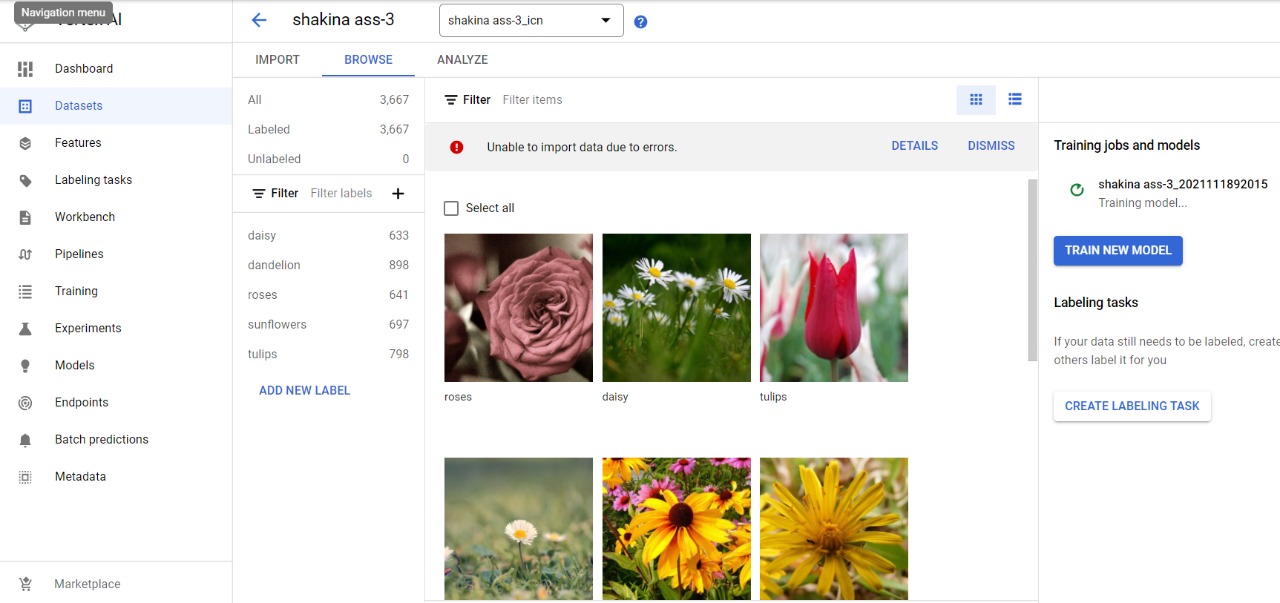 Navigation menu
AI
Dashboard
Datasets
Features
Labeling tasks
Workbench
Pipelines
Training
Experiments
Models
Endpoints
Batch predictions
Metadata
Marketplace
shakina ass-3
shakina ass-3_icn
?
IMPORT
BROWSE
ANALYZE
All 3,667
Labeled 3,667
Unlabeled 0
Filter Filter labels +
daisy 633
dandelion 898
roses 641
sunflowers 697
tulips 798
ADD NEW LABEL
Filter Filter items
Unable to import data due to errors. DETAILS DISMISS
Select all
roses
daisy
tulips
Training jobs and models
shakina ass-3_2021111892015
Training model...
TRAIN NEW MODEL
Labeling tasks
If your data still needs to be labeled, create
others label it for you
CREATE LABELING TASK